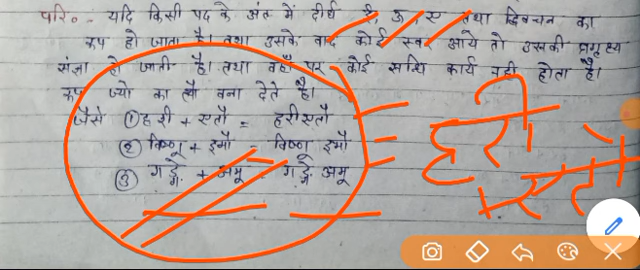 परि०:- यदि किसी पद के अंत में दीर्घ ई, ऊ, ए तथा द्विवचन का
रूप हो जाता है। तथा उसके बाद कोई स्वर आये तो उसकी प्रगृह्य
संज्ञा हो जाती है। तथा वहाँ पर कोई सन्धि कार्य नही होता है।
रूप ज्यो का त्यौ बना देते है।
जैसे ① हरी + एतौ = हरी एतौ
② विष्णू + इमौ = विष्णू इमौ
③ गङ्गे + अमू = गङ्गे अमू
हरी
एतौ